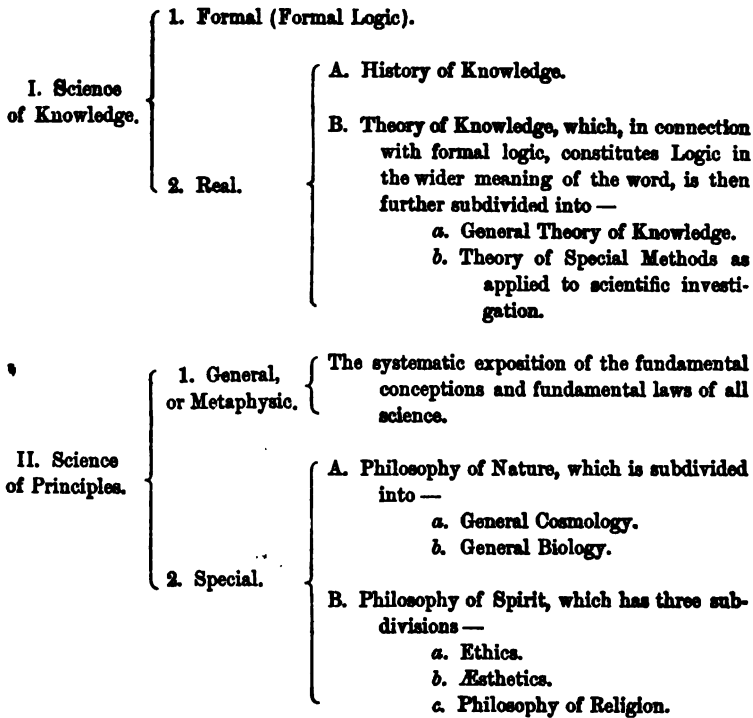 1. Formal (Formal Logic).
I. Science
of Knowledge.
A. History of Knowledge.
B. Theory of Knowledge, which, in connection
with formal logic, constitutes Logic in
the wider meaning of the word, is then
further subdivided into —
2. Real.
a. General Theory of Knowledge.
b. Theory of Special Methods as
applied to scientific investi-
gation.
1. General,
or Metaphysic.
The systematic exposition of the fundamental
conceptions and fundamental laws of all
science.
II. Science
of Principles.
A. Philosophy of Nature, which is subdivided
into —
a. General Cosmology.
b. General Biology.
2. Special.
B. Philosophy of Spirit, which has three sub-
divisions —
a. Ethics.
b. Æsthetics.
c. Philosophy of Religion.